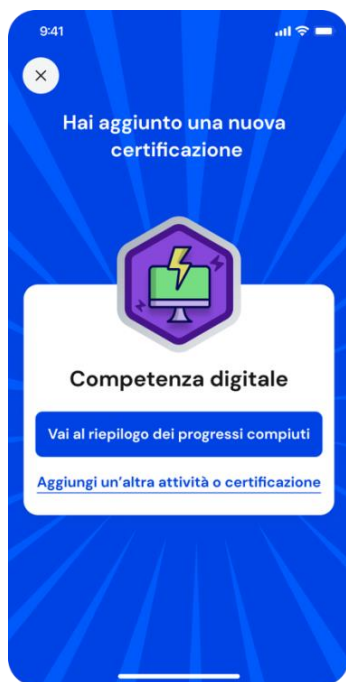 9:41
Hai aggiunto una nuova
certificazione
Competenza digitale
Vai al riepilogo dei progressi compiuti
Aggiungi un’altra attività o certificazione